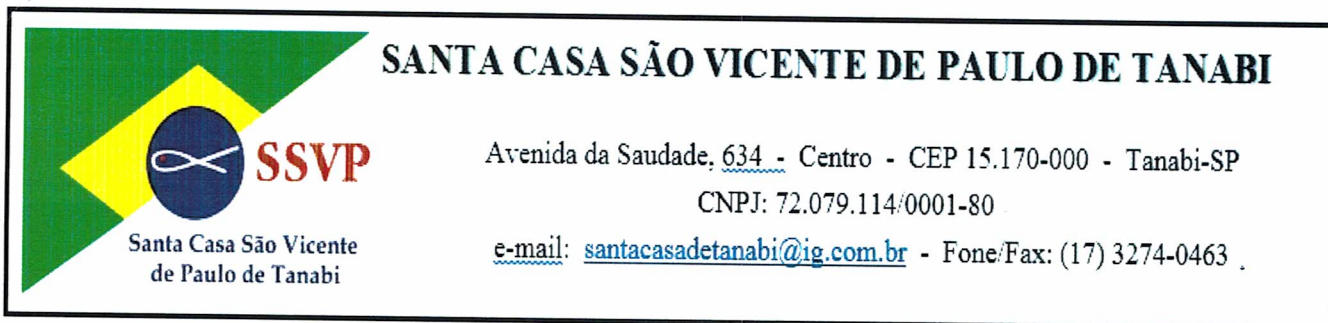 SANTA CASA SÃO VICENTE DE PAULO DE TANABI
SSVP
Santa Casa São Vicente
de Paulo de Tanabi
Avenida da Saudade, 634 - Centro - CEP 15.170-000 - Tanabi-SP
CNPJ: 72.079.114/0001-80
e-mail: santacasadetanabi@ig.com.br - Fone/Fax: (17) 3274-0463 .